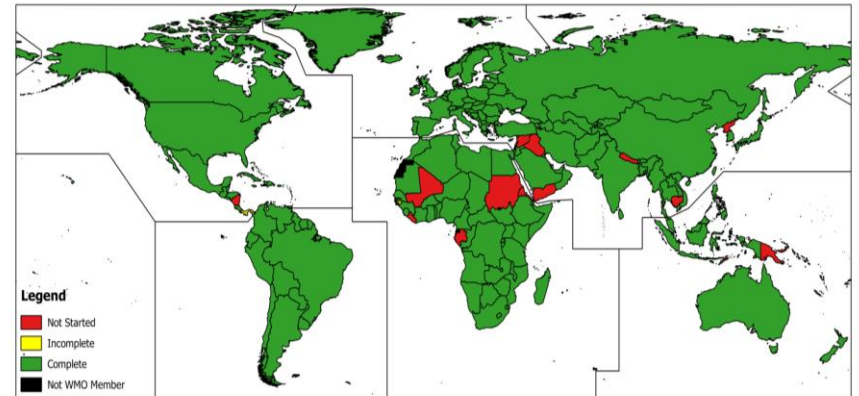 Legend
Not Started
Incomplete
Complete
Not WMO Member